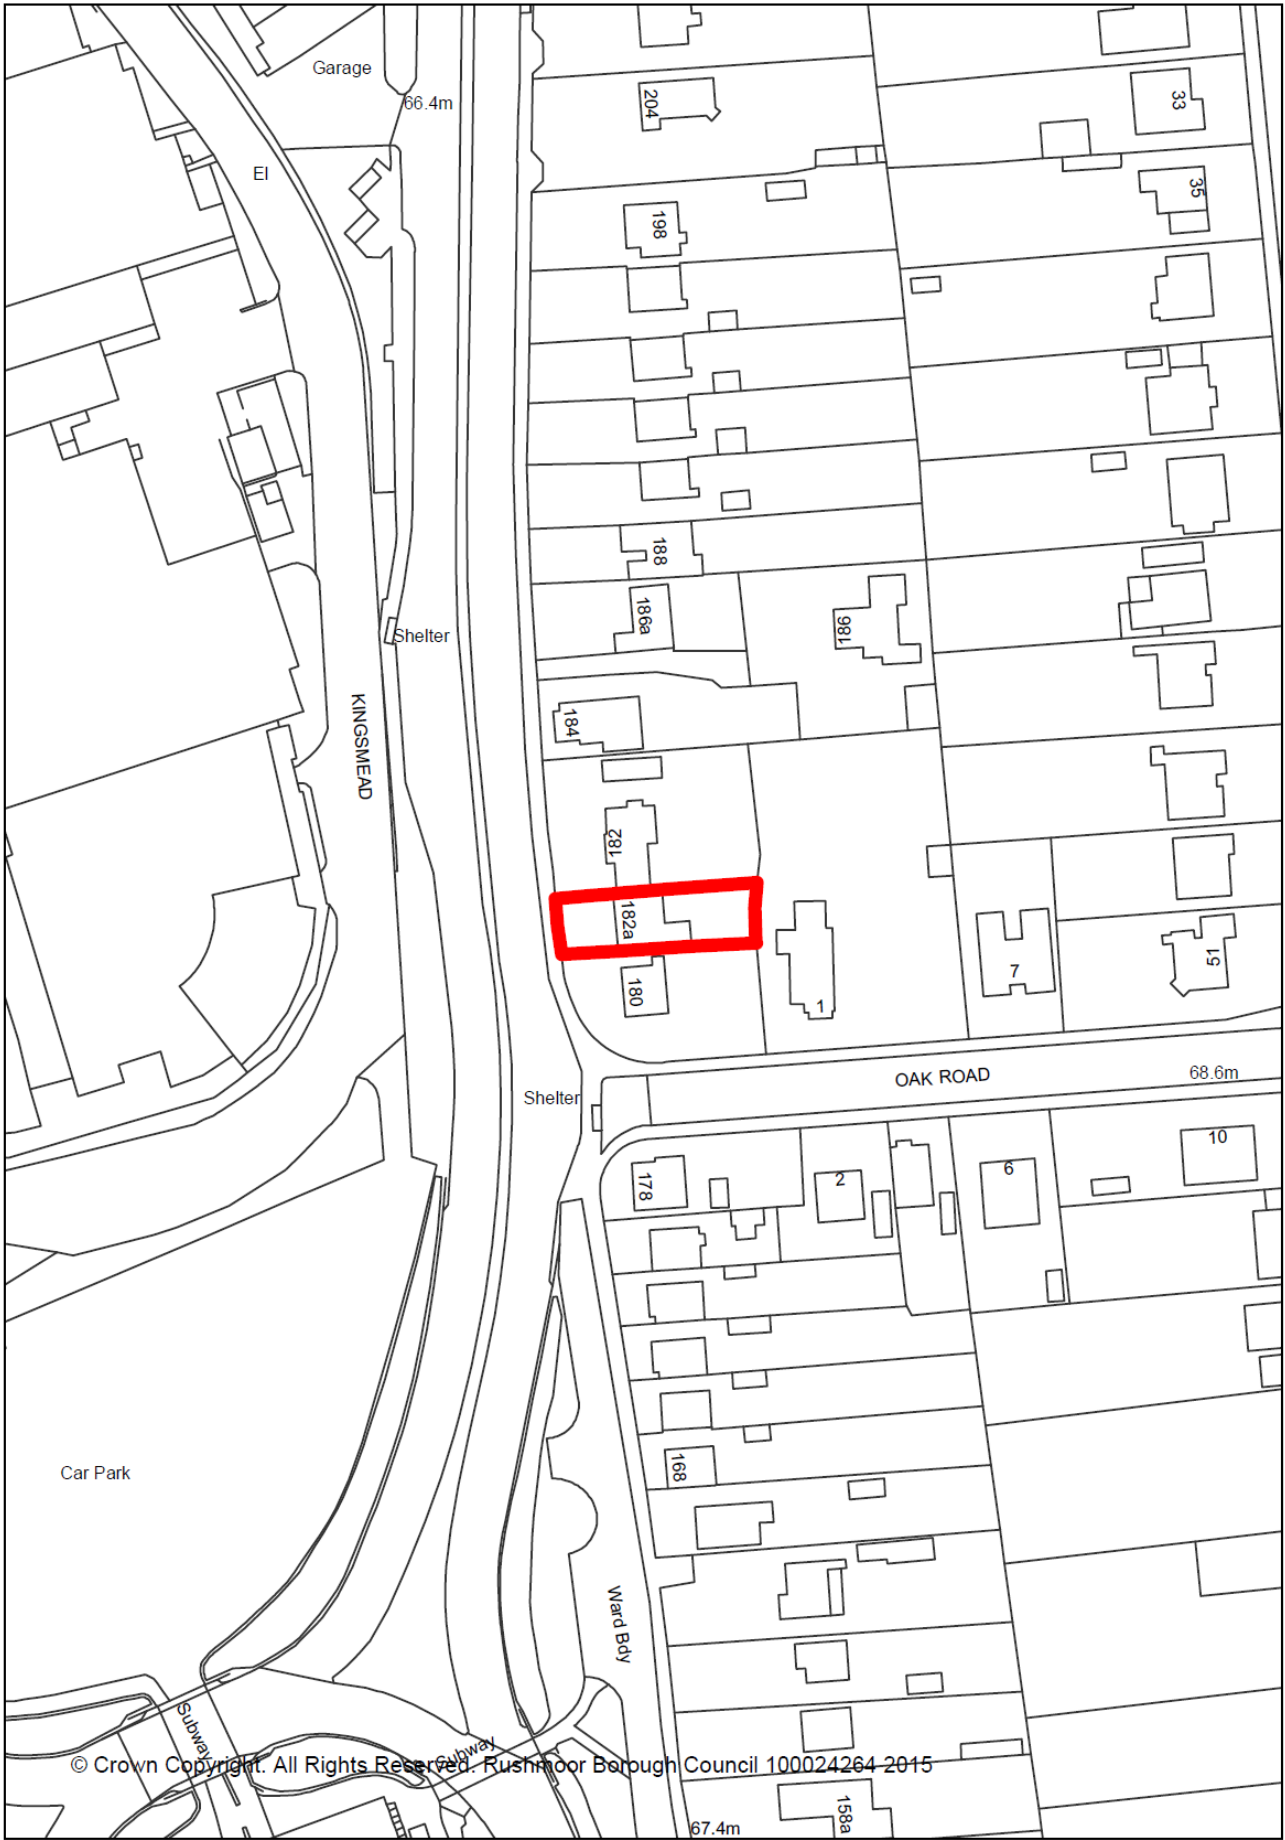 Garage
66.4m
204
33
El
35
198
188
186a
186
Shelter
KINGSMEAD
184
182
182a
180
1
7
51
Shelter
OAK ROAD
68.6m
178
2
6
10
168
Car Park
Ward Bdy
Subway
Subway
© Crown Copyright. All Rights Reserved. Rushmoor Borough Council 100024264 2015
158a
67.4m